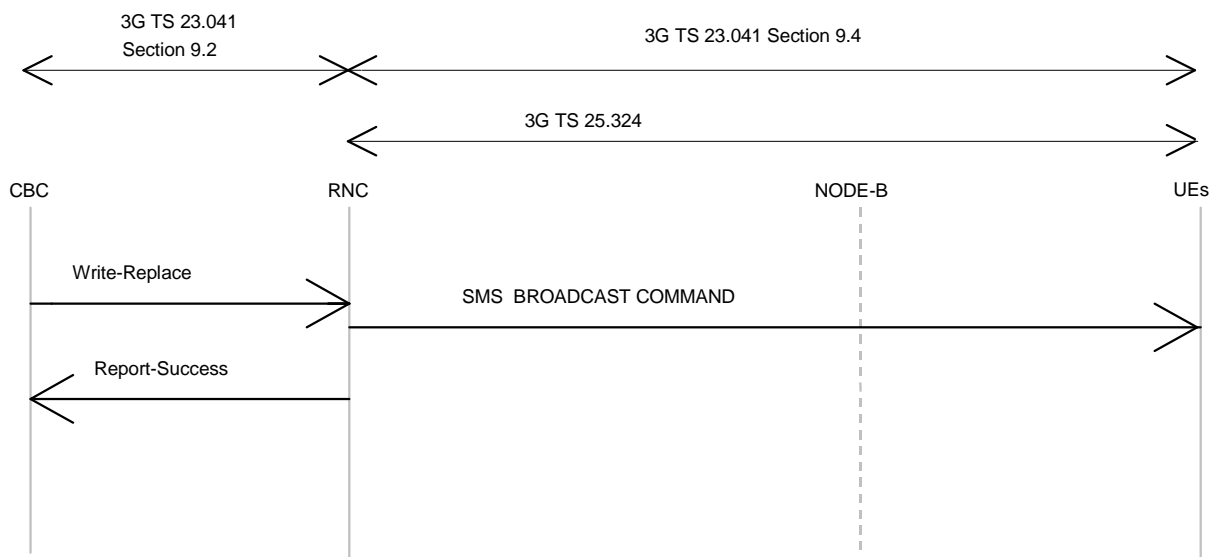 3G TS 23.041
Section 9.2
3G TS 23.041 Section 9.4
3G TS 25.324
CBC
RNC
NODE-B
UEs
Write-Replace
SMS BROADCAST COMMAND
Report-Success